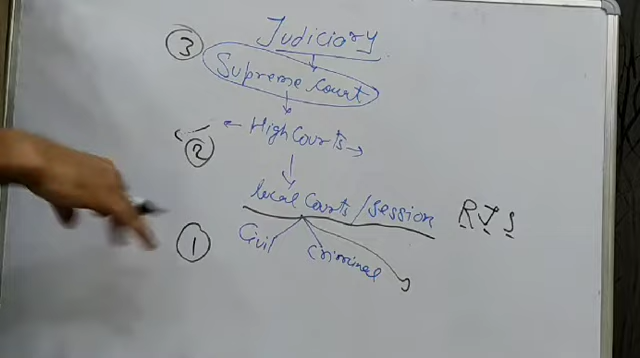 Judiciary
3 Supreme court
High Courts
2
local Courts/Session RJS
1 Civil Criminal